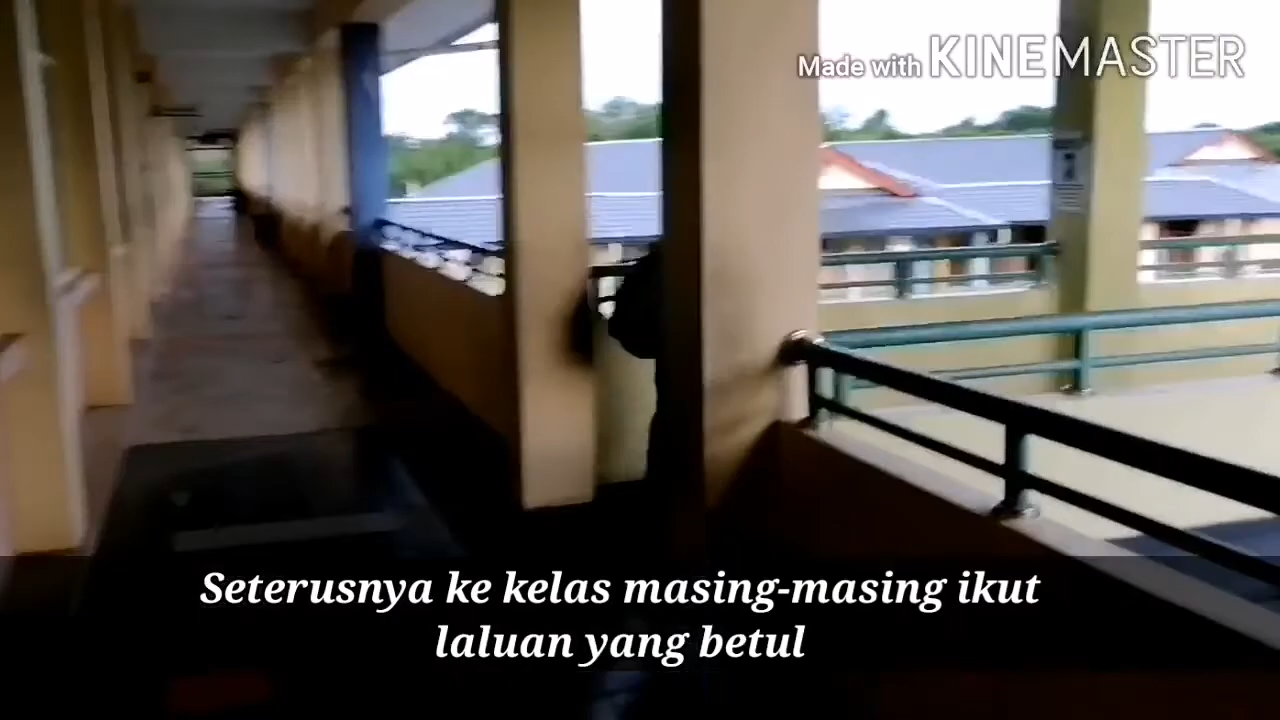 Made with KINEMASTER
Seterusnya ke kelas masing-masing ikut
laluan yang betul